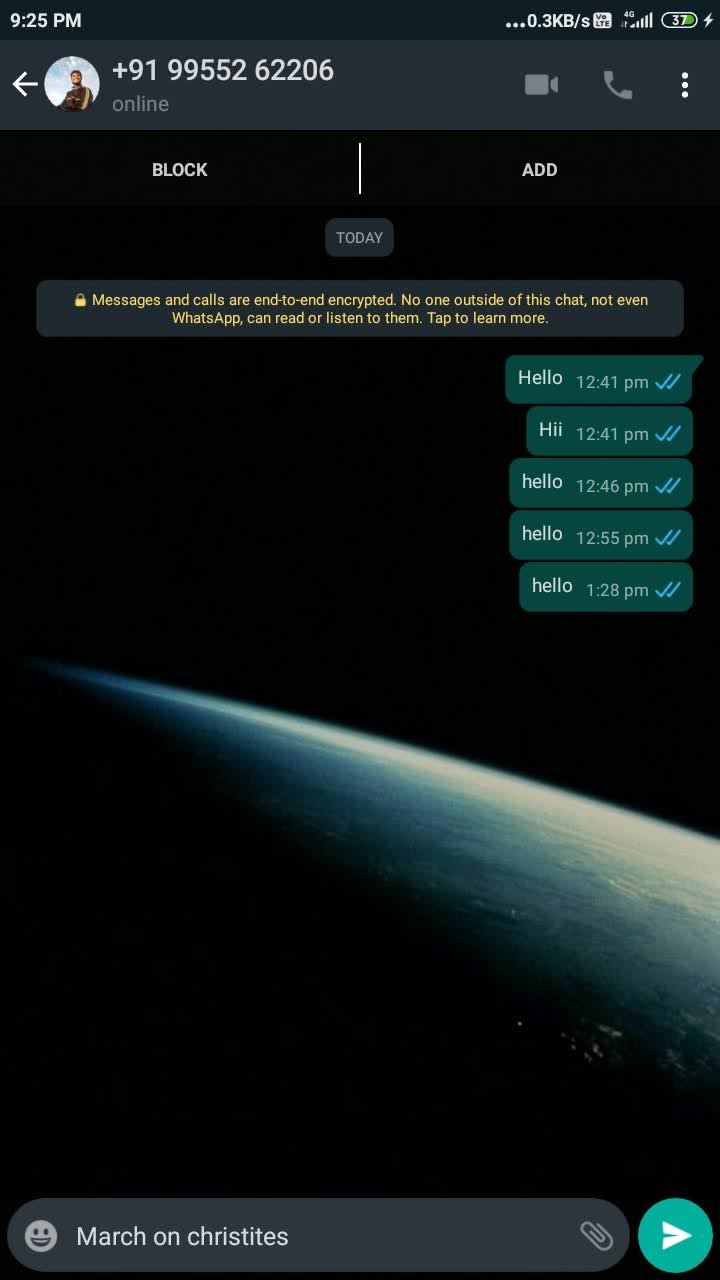 9:25 PM ...0.3KB/s Vo LTE 4G 37
+91 99552 62206
online
BLOCK ADD
TODAY
Messages and calls are end-to-end encrypted. No one outside of this chat, not even
WhatsApp, can read or listen to them. Tap to learn more.
Hello 12:41 pm
Hii 12:41 pm
hello 12:46 pm
hello 12:55 pm
hello 1:28 pm
March on christites